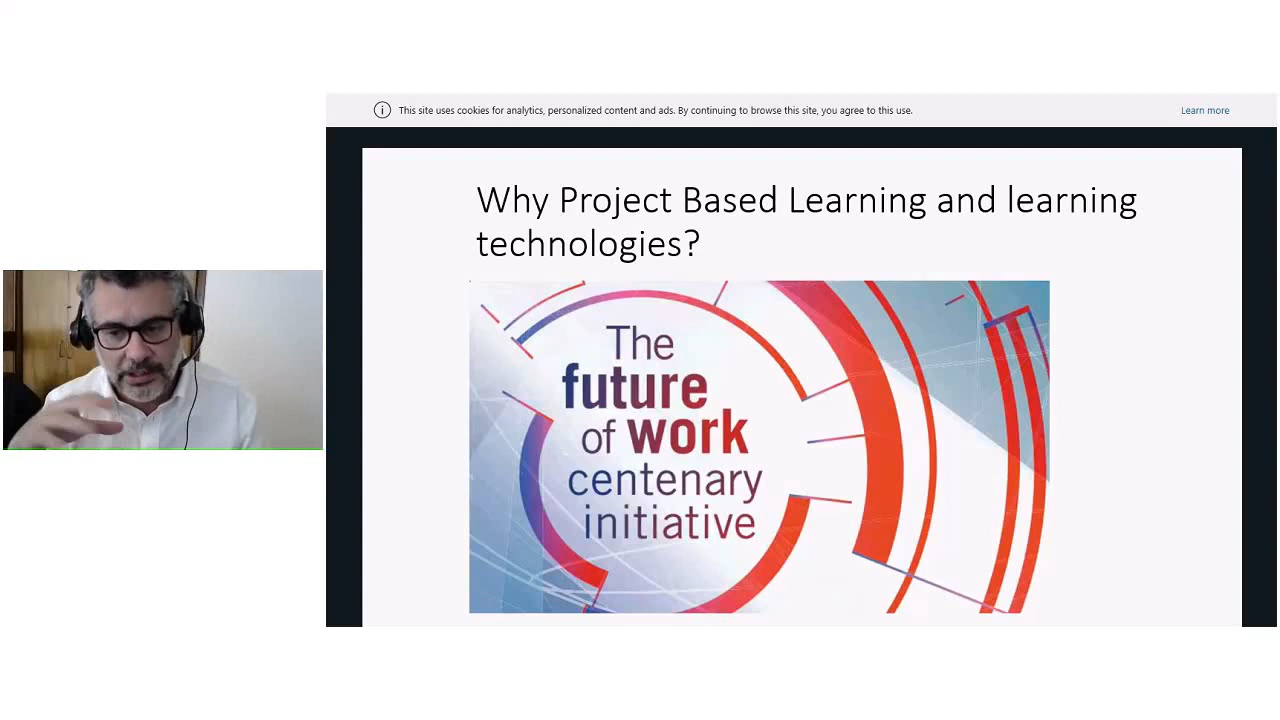 This site uses cookies for analytics, personalized content and ads. By continuing to browse this site, you agree to this use.
Learn more
Why Project Based Learning and learning
technologies?
The
future
of work
centenary
initiative